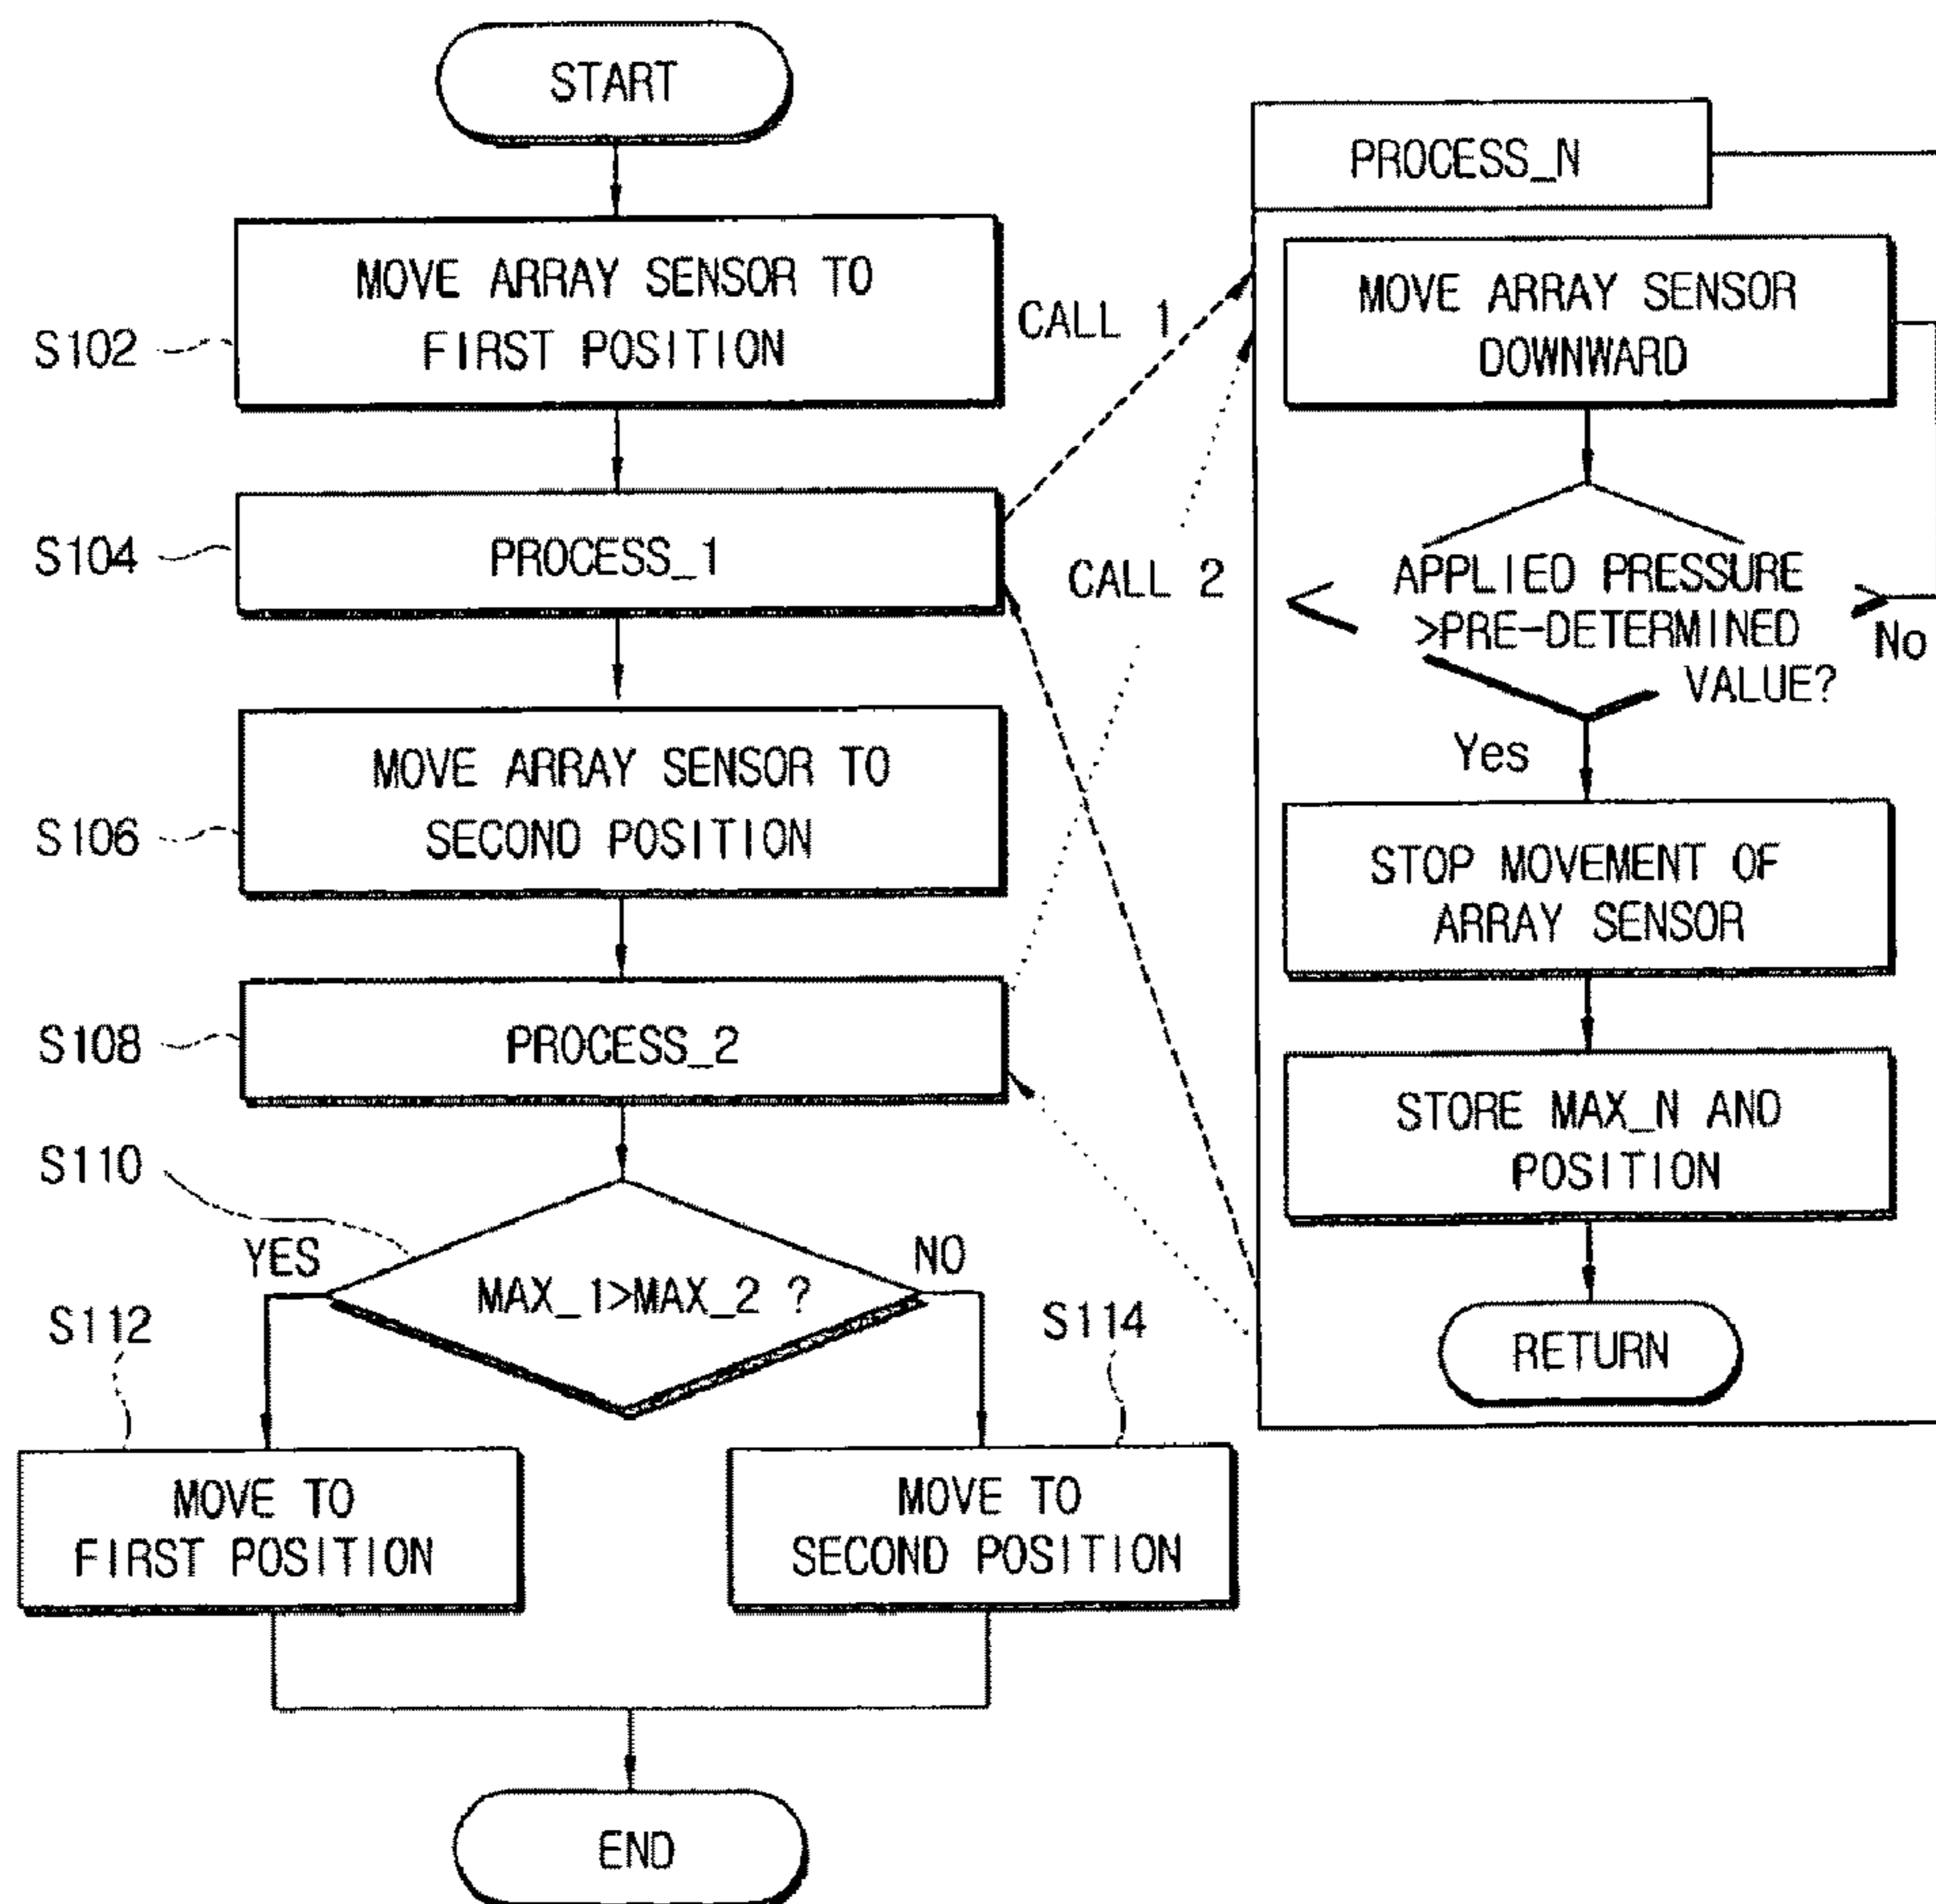 START
MOVE ARRAY SENSOR TO
FIRST POSITION
S102
S104
PROCESS_1
MOVE ARRAY SENSOR TO
SECOND POSITION
S106
S108
PROCESS_2
S110
YES
NO
MAX_1>MAX_2 ?
S112
S114
MOVE TO
FIRST POSITION
MOVE TO
SECOND POSITION
END
CALL 1
CALL 2
PROCESS_N
MOVE ARRAY SENSOR
DOWNWARD
APPLIED PRESSURE
>PRE-DETERMINED
VALUE?
No
Yes
STOP MOVEMENT OF
ARRAY SENSOR
STORE MAX_N AND
POSITION
RETURN